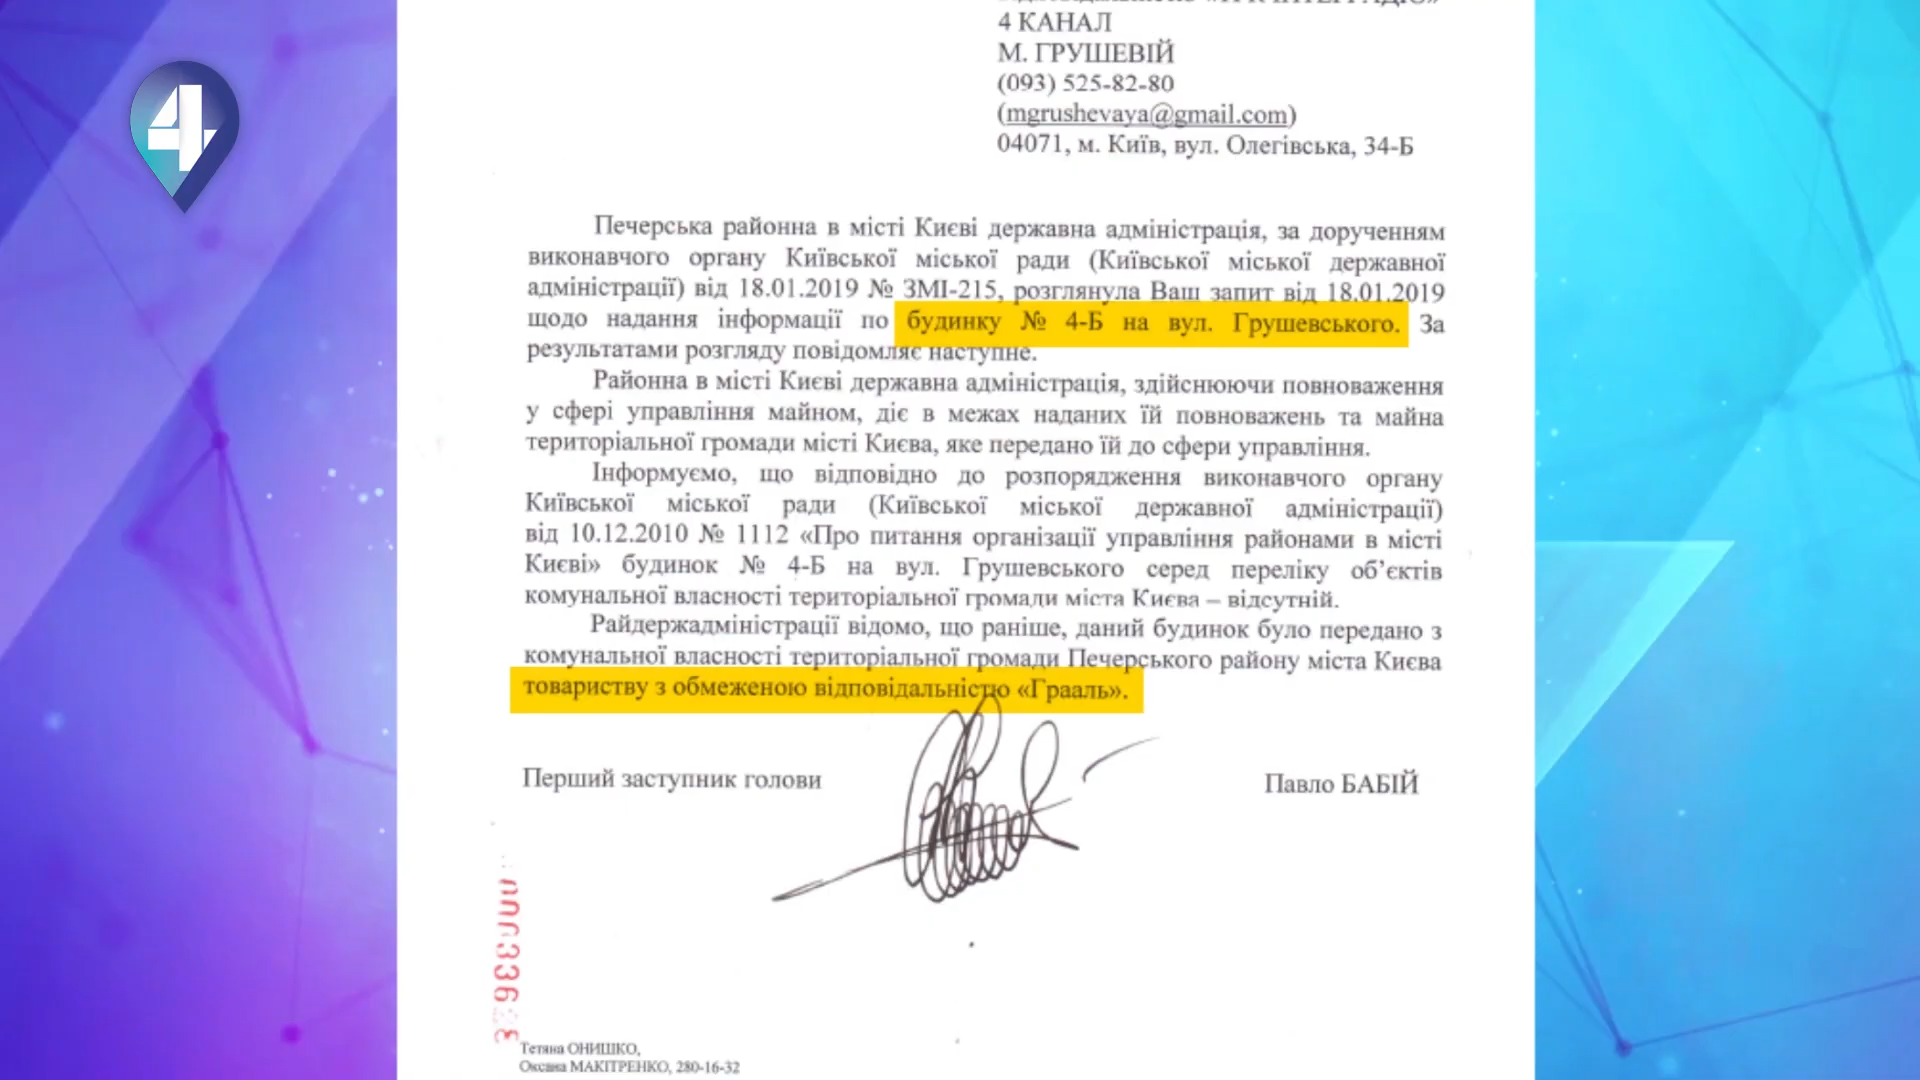 4
4 КАНАЛ
М. ГРУШЕВІЙ
(093) 525-82-80
(mgrushevaya@gmail.com)
04071, м. Київ, вул. Олегівська, 34-Б
Печерська районна в місті Києві державна адміністрація, за дорученням
виконавчого органу Київської міської ради (Київської міської державної
адміністрації) від 18.01.2019 № ЗМІ-215, розглянула Ваш запит від 18.01.2019
щодо надання інформації по будинку № 4-Б на вул. Грушевського. За
результатами розгляду повідомляє наступне.
Районна в місті Києві державна адміністрація, здійснюючи повноваження
у сфері управління майном, діє в межах наданих їй повноважень та майна
територіальної громади місті Києва, яке передано їй до сфери управління.
Інформуємо, що відповідно до розпорядження виконавчого органу
Київської міської ради (Київської міської державної адміністрації)
від 10.12.2010 № 1112 «Про питання організації управління районами в місті
Києві» будинок № 4-Б на вул. Грушевського серед переліку об’єктів
комунальної власності територіальної громади міста Києва – відсутній.
Райдержадміністрації відомо, що раніше, даний будинок було передано з
комунальної власності територіальної громади Печерського району міста Києва
товариству з обмеженою відповідальністю «Грааль».
Перший заступник голови
Павло БАБІЙ
Тетяна ОНИШКО,
Оксана МАКІТРЕНКО, 280-16-32